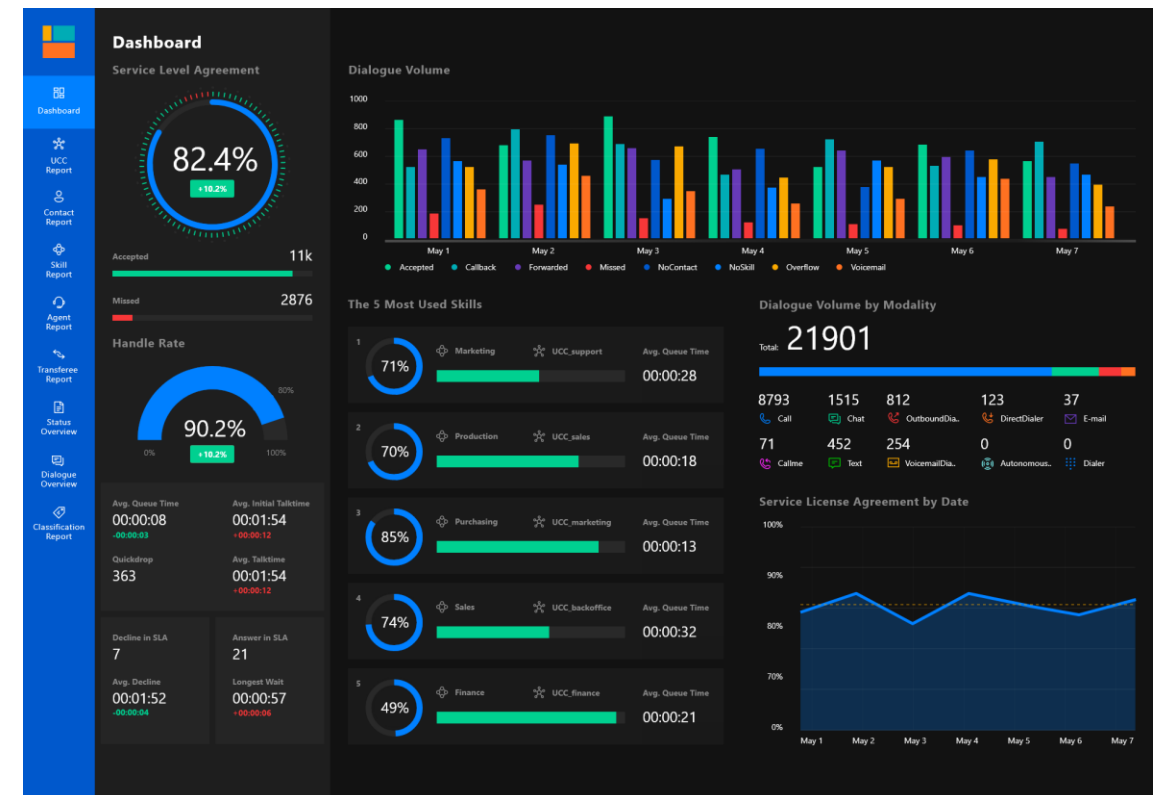 Dashboard
UCC
Report
Contact
Report
Skill
Report
Agent
Report
Transferee
Report
Status
Overview
Dialogue
Overview
Classification
Report
Dashboard
Service Level Agreement
82.4%
+10.2%
Accepted 11k
Missed 2876
Handle Rate
80%
90.2%
0% +10.2% 100%
Avg. Queue Time Avg. Initial Talktime
00:00:08 00:01:54
-00:00:03 +00:00:12
Quickdrop Avg. Talktime
363 00:01:54
+00:00:12
Decline in SLA Answer in SLA
7 21
Avg. Decline Longest Wait
00:01:52 00:00:57
-00:00:04 +00:00:06
Dialogue Volume
1000
800
600
400
200
0
May 1 May 2 May 3 May 4 May 5 May 6 May 7
Accepted Callback Forwarded Missed NoContact NoSkill Overflow Voicemail
The 5 Most Used Skills
1 71% Marketing UCC_support Avg. Queue Time
00:00:28
2 70% Production UCC_sales Avg. Queue Time
00:00:18
3 85% Purchasing UCC_marketing Avg. Queue Time
00:00:13
4 74% Sales UCC_backoffice Avg. Queue Time
00:00:32
5 49% Finance UCC_finance Avg. Queue Time
00:00:21
Dialogue Volume by Modality
Total: 21901
8793 1515 812 123 37
Call Chat OutboundDia.. DirectDialer E-mail
71 452 254 0 0
Callme Text VoicemailDia.. Autonomous.. Dialer
Service License Agreement by Date
100%
90%
80%
70%
0%
May 1 May 2 May 3 May 4 May 5 May 6 May 7